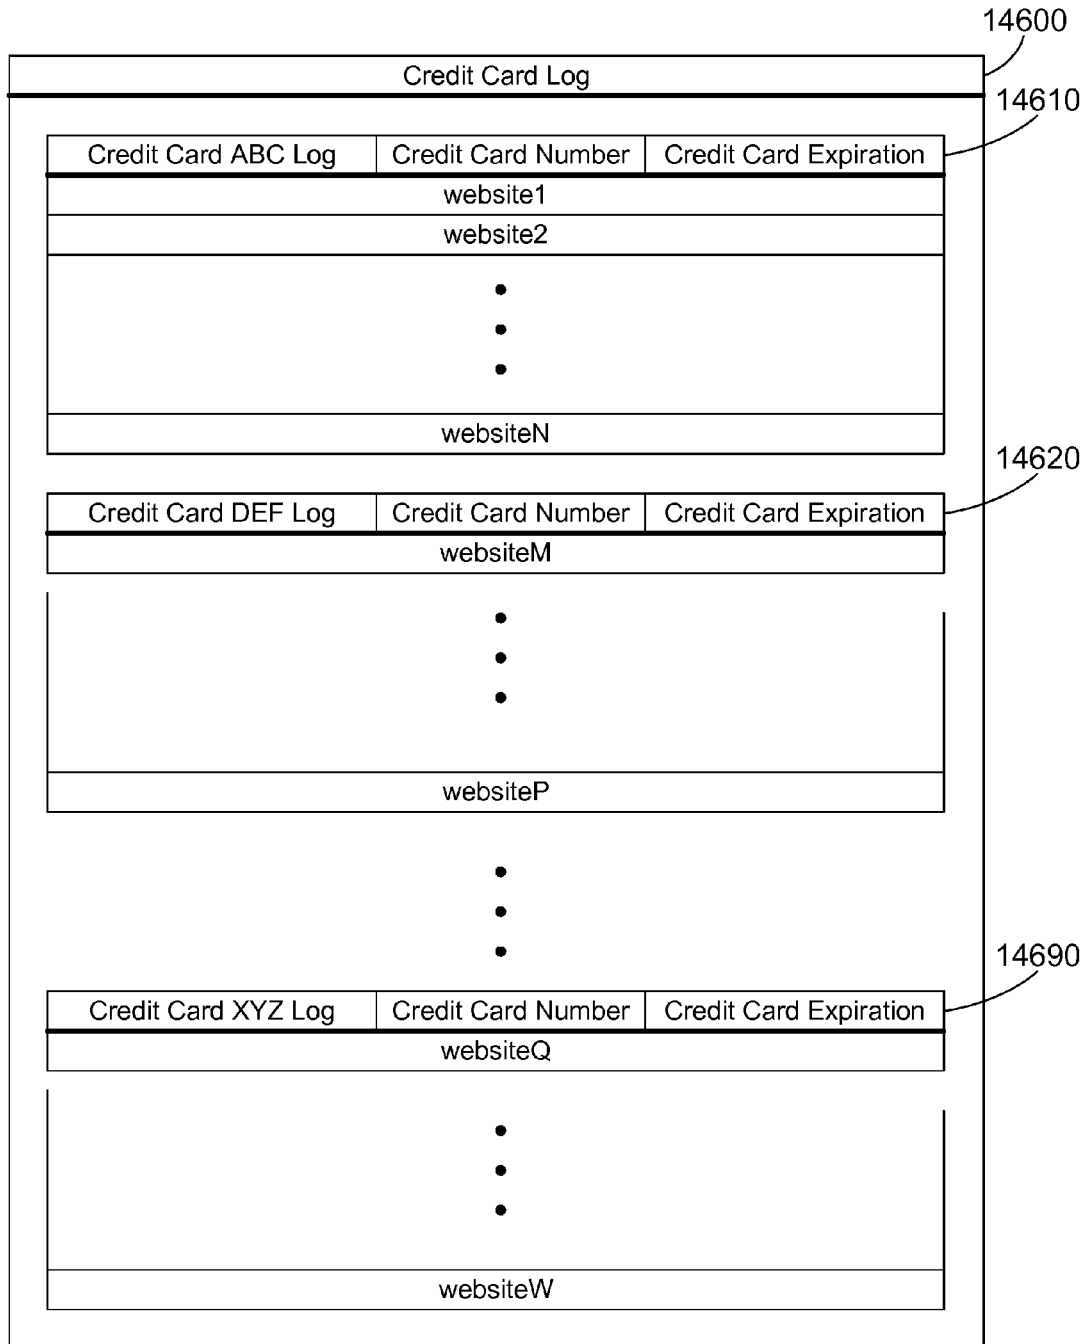 14600
Credit Card Log
14610
Credit Card ABC Log Credit Card Number Credit Card Expiration
website1
website2
websiteN
14620
Credit Card DEF Log Credit Card Number Credit Card Expiration
websiteM
websiteP
14690
Credit Card XYZ Log Credit Card Number Credit Card Expiration
websiteQ
websiteW